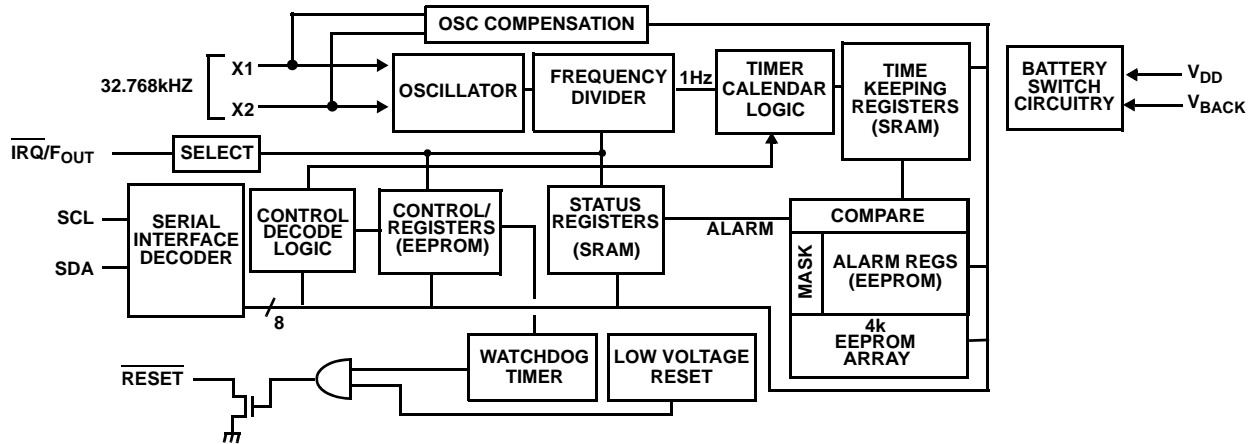 OSC COMPENSATION
32.768kHZ
X1
X2
OSCILLATOR
FREQUENCY
DIVIDER
1Hz
TIMER
CALENDAR
LOGIC
TIME
KEEPING
REGISTERS
(SRAM)
BATTERY
SWITCH
CIRCUITRY
VDD
VBACK
IRQ/FOUT
SELECT
SCL
SDA
SERIAL
INTERFACE
DECODER
CONTROL
DECODE
LOGIC
CONTROL/
REGISTERS
(EEPROM)
STATUS
REGISTERS
(SRAM)
ALARM
COMPARE
MASK
ALARM REGS
(EEPROM)
4k
EEPROM
ARRAY
8
WATCHDOG
TIMER
LOW VOLTAGE
RESET
RESET